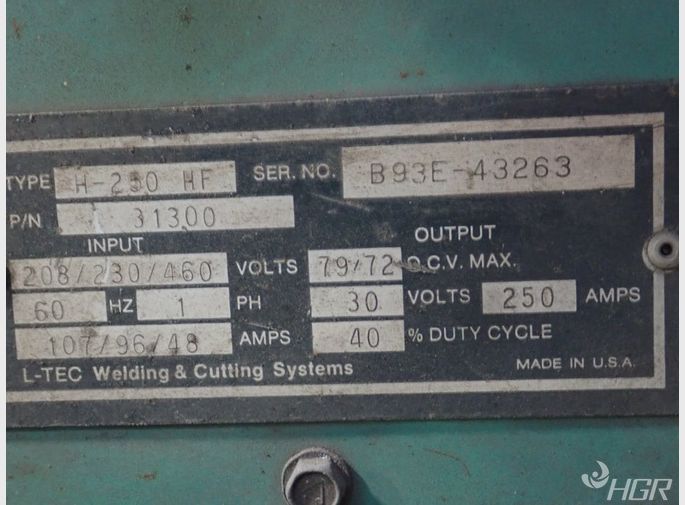 TYPE H-250 HF SER. NO. B93E-43263
P/N 31300
INPUT OUTPUT
208/230/460 VOLTS 79/72 O.C.V. MAX.
60 HZ 1 PH 30 VOLTS 250 AMPS
107/96/48 AMPS 40 % DUTY CYCLE
L-TEC Welding & Cutting Systems MADE IN U.S.A.
HGR